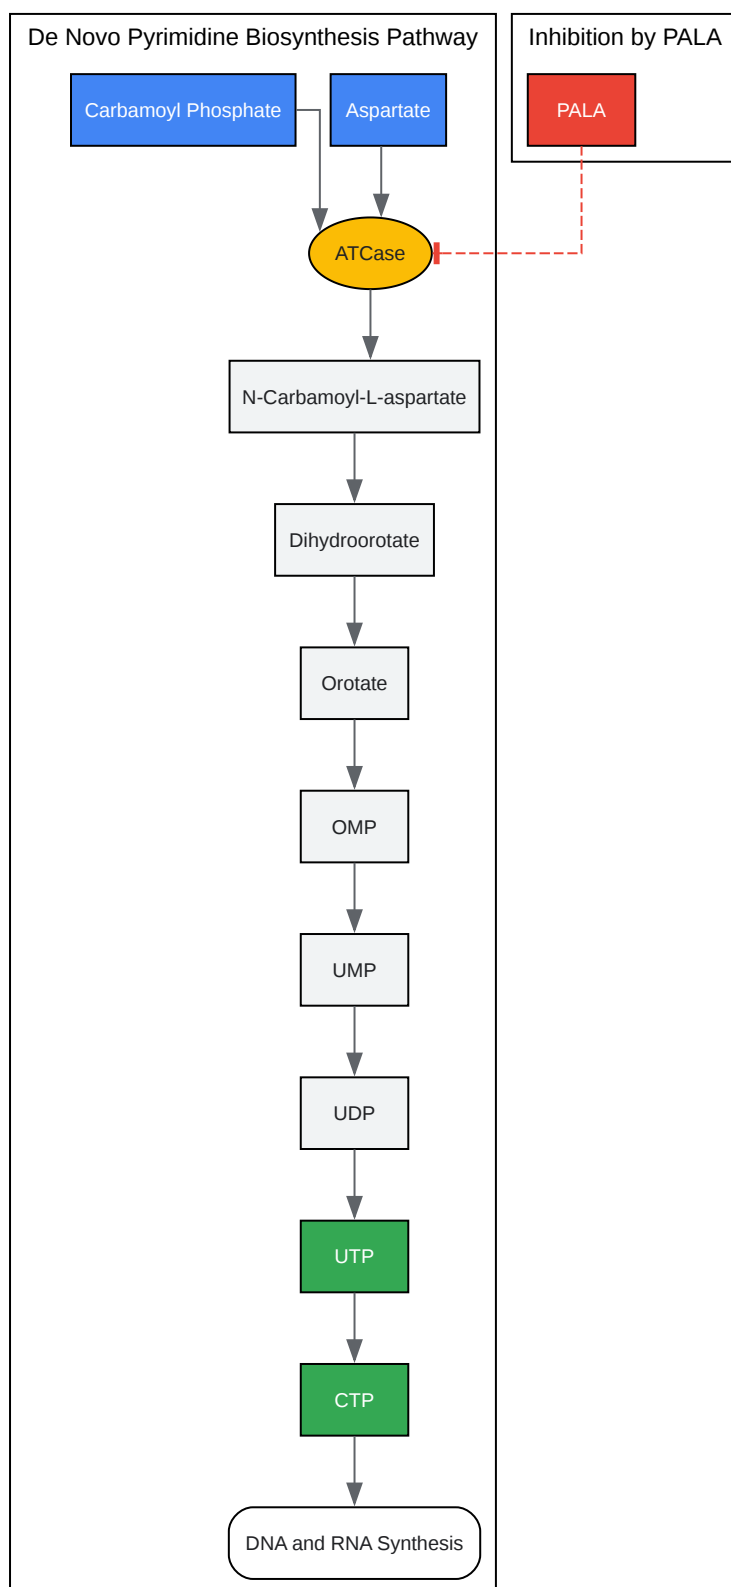 De Novo Pyrimidine Biosynthesis Pathway
Inhibition by PALA
Carbamoyl Phosphate
Aspartate
PALA
ATCase
N-Carbamoyl-L-aspartate
Dihydroorotate
Orotate
OMP
UMP
UDP
UTP
CTP
DNA and RNA Synthesis